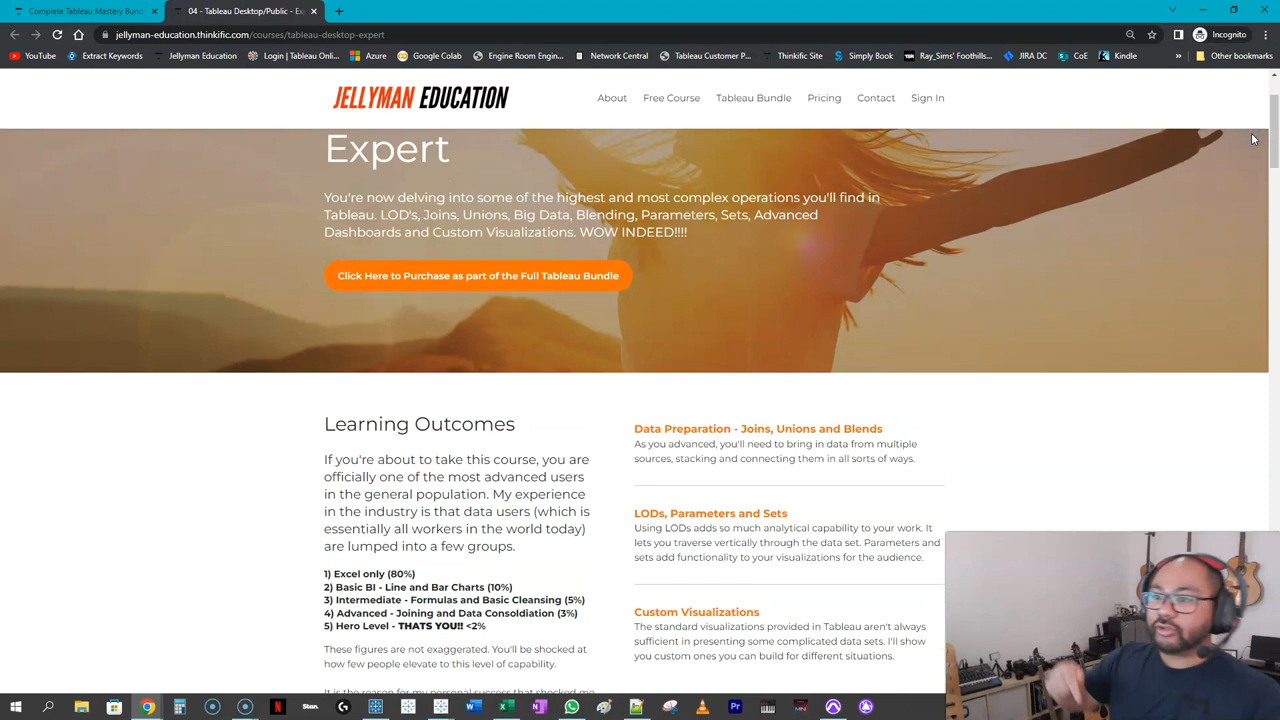 Complete Tableau Mastery Bund
04 - Tableau Desktop/Public - Ex
jellyman-education.thinkific.com/courses/tableau-desktop-expert
Incognito
YouTube
Extract Keywords
Jellyman Education
Login | Tableau Onli...
Azure
Google Colab
Engine Room Engin...
Network Central
Tableau Customer P...
Thinkific Site
Simply Book
Ray_Sims' Foothills...
JIRA DC
CoE
Kindle
Other bookmarks
JELLYMAN EDUCATION
About
Free Course
Tableau Bundle
Pricing
Contact
Sign In
Expert
You're now delving into some of the highest and most complex operations you'll find in
Tableau. LOD's, Joins, Unions, Big Data, Blending, Parameters, Sets, Advanced
Dashboards and Custom Visualizations. WOW INDEED!!!!
Click Here to Purchase as part of the Full Tableau Bundle
Learning Outcomes
If you're about to take this course, you are
officially one of the most advanced users
in the general population. My experience
in the industry is that data users (which is
essentially all workers in the world today)
are lumped into a few groups.
1) Excel only (80%)
2) Basic BI - Line and Bar Charts (10%)
3) Intermediate - Formulas and Basic Cleansing (5%)
4) Advanced - Joining and Data Consoldiation (3%)
5) Hero Level - THATS YOU!! <2%
These figures are not exaggerated. You'll be shocked at
how few people elevate to this level of capability.
It is the reason for my personal success that shocked me
Data Preparation - Joins, Unions and Blends
As you advanced, you'll need to bring in data from multiple
sources, stacking and connecting them in all sorts of ways.
LODs, Parameters and Sets
Using LODs adds so much analytical capability to your work. It
lets you traverse vertically through the data set. Parameters and
sets add functionality to your visualizations for the audience.
Custom Visualizations
The standard visualizations provided in Tableau aren't always
sufficient in presenting some complicated data sets. I'll show
you custom ones you can build for different situations.
Stan.